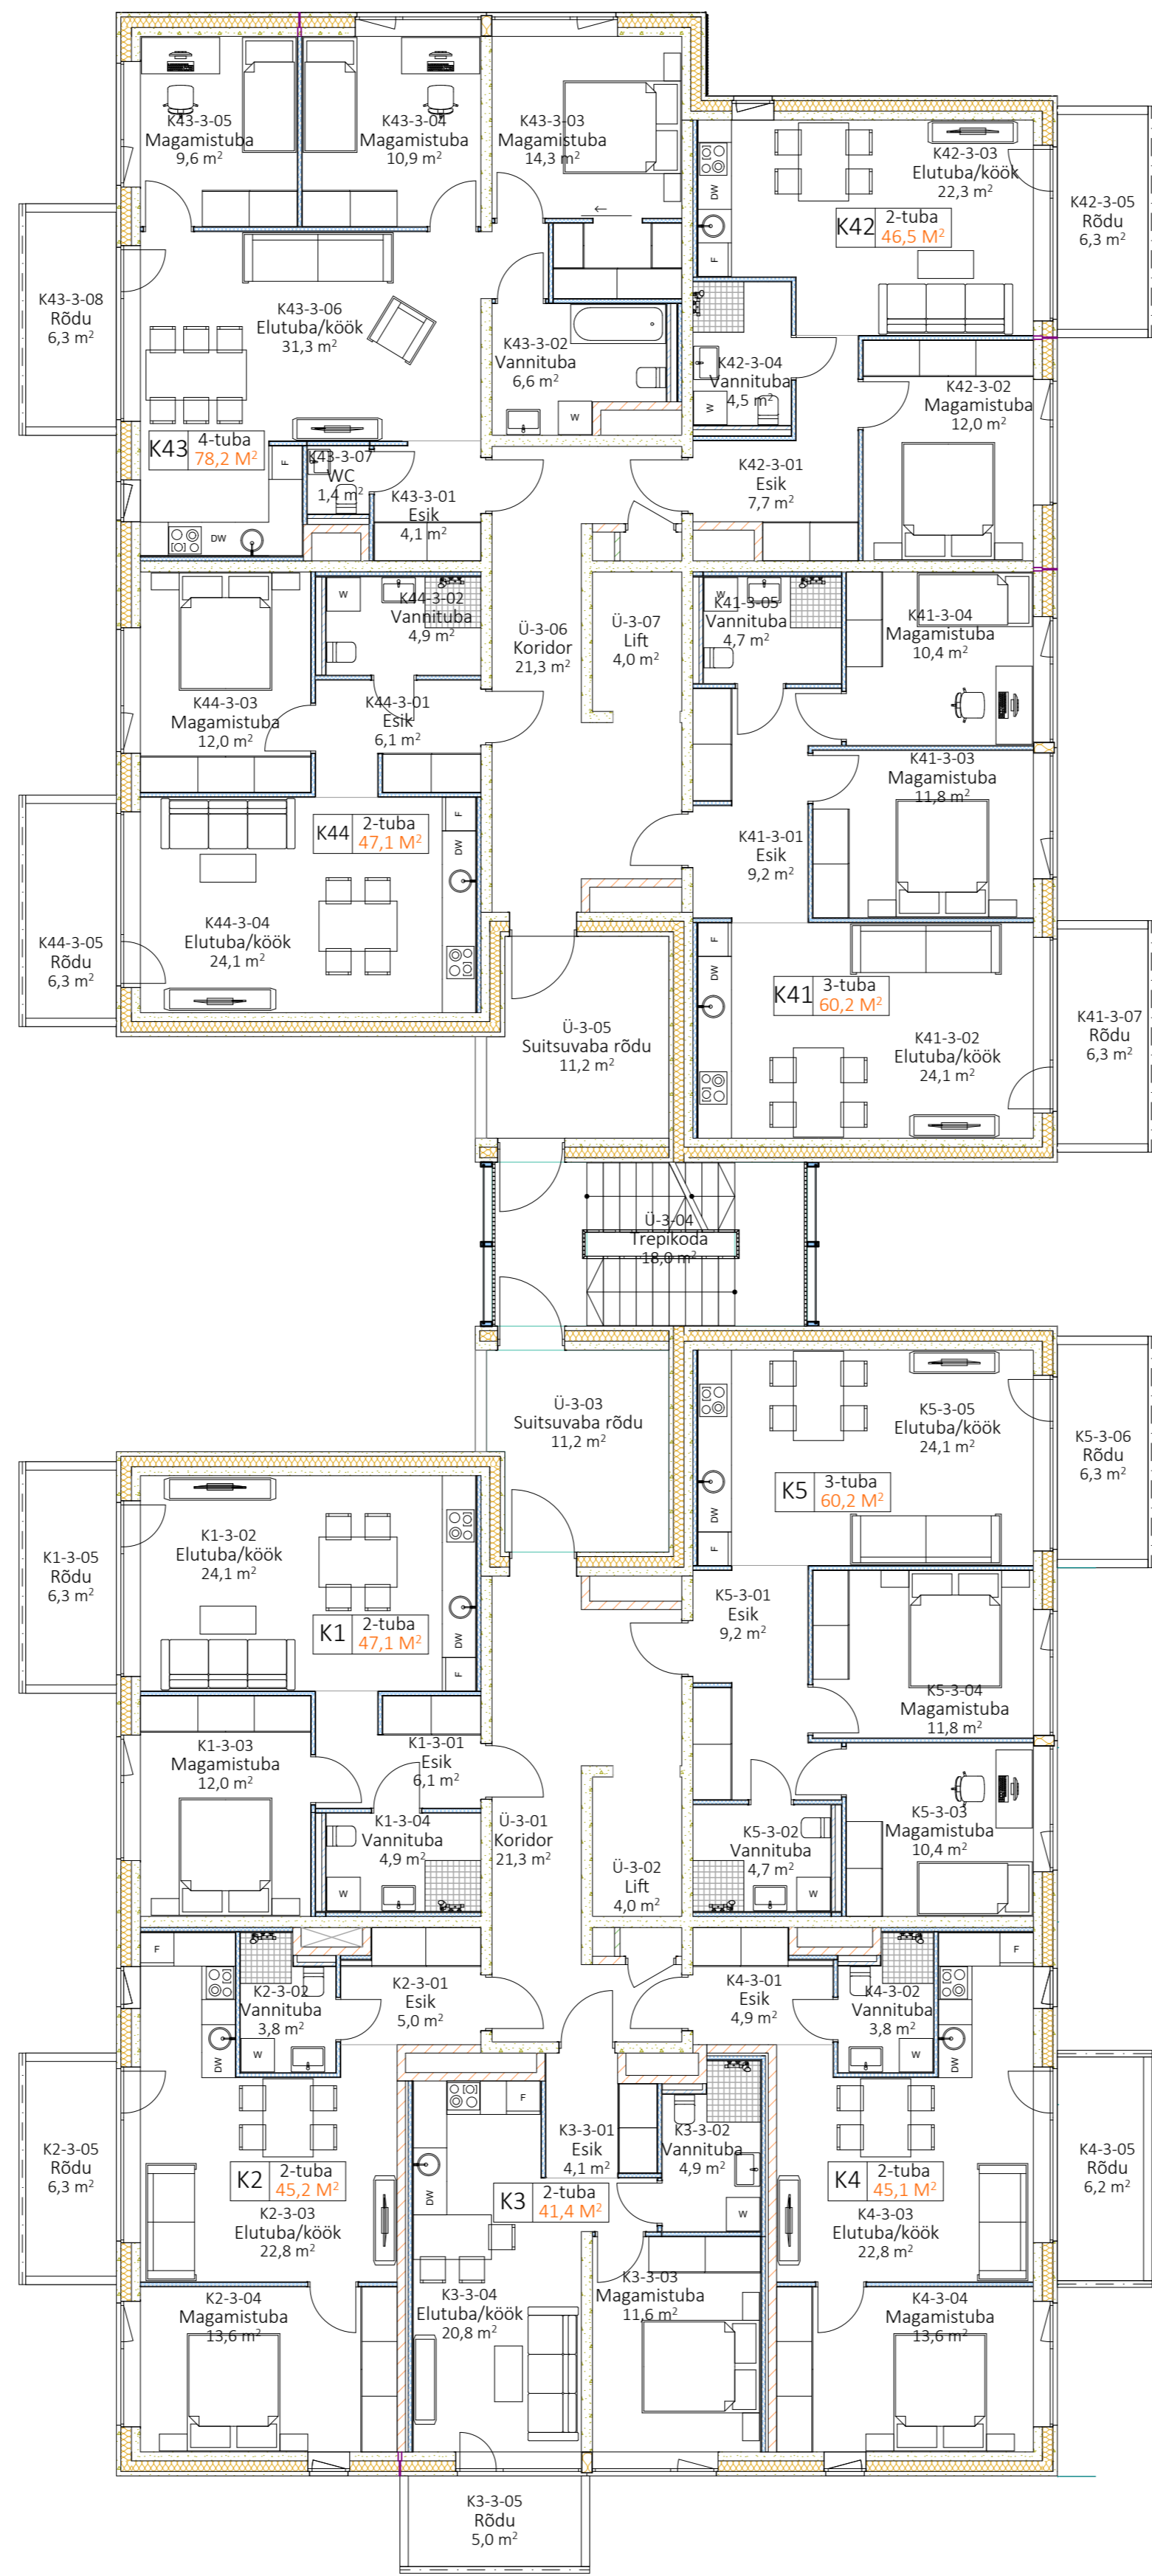 K43-3-05
Magamistuba
9,6 m²
K43-3-04
Magamistuba
10,9 m²
K43-3-03
Magamistuba
14,3 m²
K42-3-03
Elutuba/köök
22,3 m²
DW
F
K42
2-tuba
46,5 M²
K42-3-05
Rõdu
6,3 m²
K43-3-08
Rõdu
6,3 m²
K43-3-06
Elutuba/köök
31,3 m²
K43-3-02
Vannituba
6,6 m²
W
K42-3-04
Vannituba
4,5 m²
W
K42-3-02
Magamistuba
12,0 m²
K43
4-tuba
78,2 M²
F
DW
K43-3-07
WC
1,4 m²
K43-3-01
Esik
4,1 m²
K42-3-01
Esik
7,7 m²
W
K44-3-02
Vannituba
4,9 m²
Ü-3-06
Koridor
21,3 m²
Ü-3-07
Lift
4,0 m²
W
K41-3-05
Vannituba
4,7 m²
K41-3-04
Magamistuba
10,4 m²
K44-3-03
Magamistuba
12,0 m²
K44-3-01
Esik
6,1 m²
K41-3-03
Magamistuba
11,8 m²
K44
2-tuba
47,1 M²
F
DW
K41-3-01
Esik
9,2 m²
K44-3-05
Rõdu
6,3 m²
K44-3-04
Elutuba/köök
24,1 m²
F
DW
K41
3-tuba
60,2 M²
K41-3-07
Rõdu
6,3 m²
Ü-3-05
Suitsuvaba rõdu
11,2 m²
K41-3-02
Elutuba/köök
24,1 m²
Ü-3-04
Trepikoda
18,0 m²
Ü-3-03
Suitsuvaba rõdu
11,2 m²
K5-3-05
Elutuba/köök
24,1 m²
K5-3-06
Rõdu
6,3 m²
K5
3-tuba
60,2 M²
DW
F
K1-3-05
Rõdu
6,3 m²
K1-3-02
Elutuba/köök
24,1 m²
K1
2-tuba
47,1 M²
DW
F
K5-3-01
Esik
9,2 m²
K5-3-04
Magamistuba
11,8 m²
K1-3-03
Magamistuba
12,0 m²
K1-3-01
Esik
6,1 m²
K1-3-04
Vannituba
4,9 m²
W
Ü-3-01
Koridor
21,3 m²
Ü-3-02
Lift
4,0 m²
K5-3-02
Vannituba
4,7 m²
W
K5-3-03
Magamistuba
10,4 m²
F
DW
K2-3-02
Vannituba
3,8 m²
W
K2-3-01
Esik
5,0 m²
K4-3-01
Esik
4,9 m²
K4-3-02
Vannituba
3,8 m²
W
F
DW
K2-3-05
Rõdu
6,3 m²
K2
2-tuba
45,2 M²
K2-3-03
Elutuba/köök
22,8 m²
F
DW
K3-3-01
Esik
4,1 m²
K3-3-02
Vannituba
4,9 m²
W
K3
2-tuba
41,4 M²
K4
2-tuba
45,1 M²
K4-3-03
Elutuba/köök
22,8 m²
K4-3-05
Rõdu
6,2 m²
K2-3-04
Magamistuba
13,6 m²
K3-3-04
Elutuba/köök
20,8 m²
K3-3-03
Magamistuba
11,6 m²
K4-3-04
Magamistuba
13,6 m²
K3-3-05
Rõdu
5,0 m²